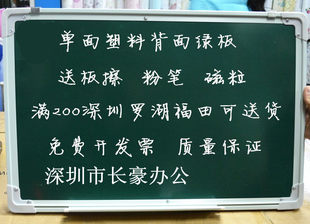 单面塑料背面绿板
送板擦 粉笔 磁粒
满200深圳罗湖福田可送货
免费开发票 质量保证
深圳市长豪办公